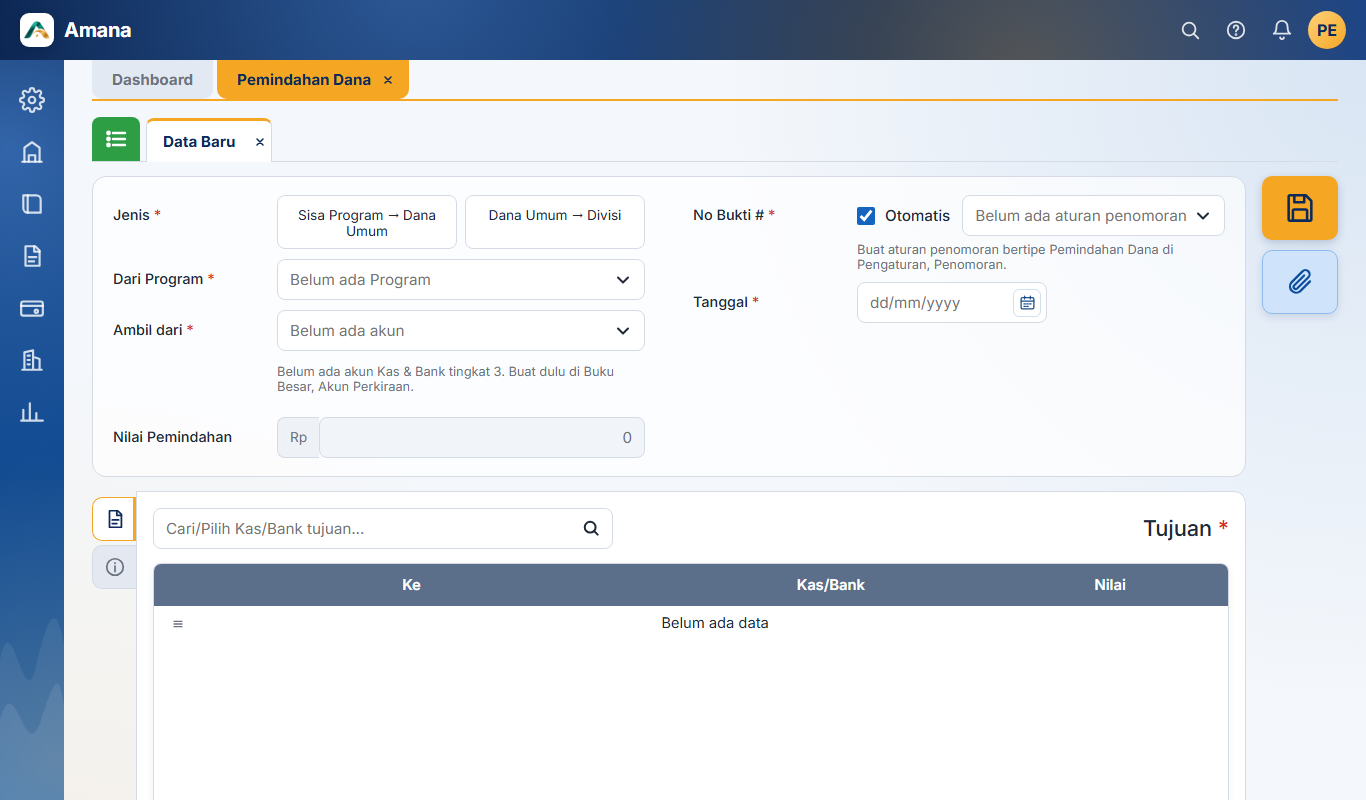 Amana
PE
Dashboard
Pemindahan Dana ×
Data Baru ×
Jenis *
Sisa Program → Dana
Umum
Dana Umum → Divisi
Dari Program *
Belum ada Program
Ambil dari *
Belum ada akun
Belum ada akun Kas & Bank tingkat 3. Buat dulu di Buku
Besar, Akun Perkiraan.
Nilai Pemindahan
Rp
0
No Bukti # *
Otomatis
Belum ada aturan penomoran
Buat aturan penomoran bertipe Pemindahan Dana di
Pengaturan, Penomoran.
Tanggal *
dd/mm/yyyy
Cari/Pilih Kas/Bank tujuan...
Tujuan *
Ke
Kas/Bank
Nilai
Belum ada data